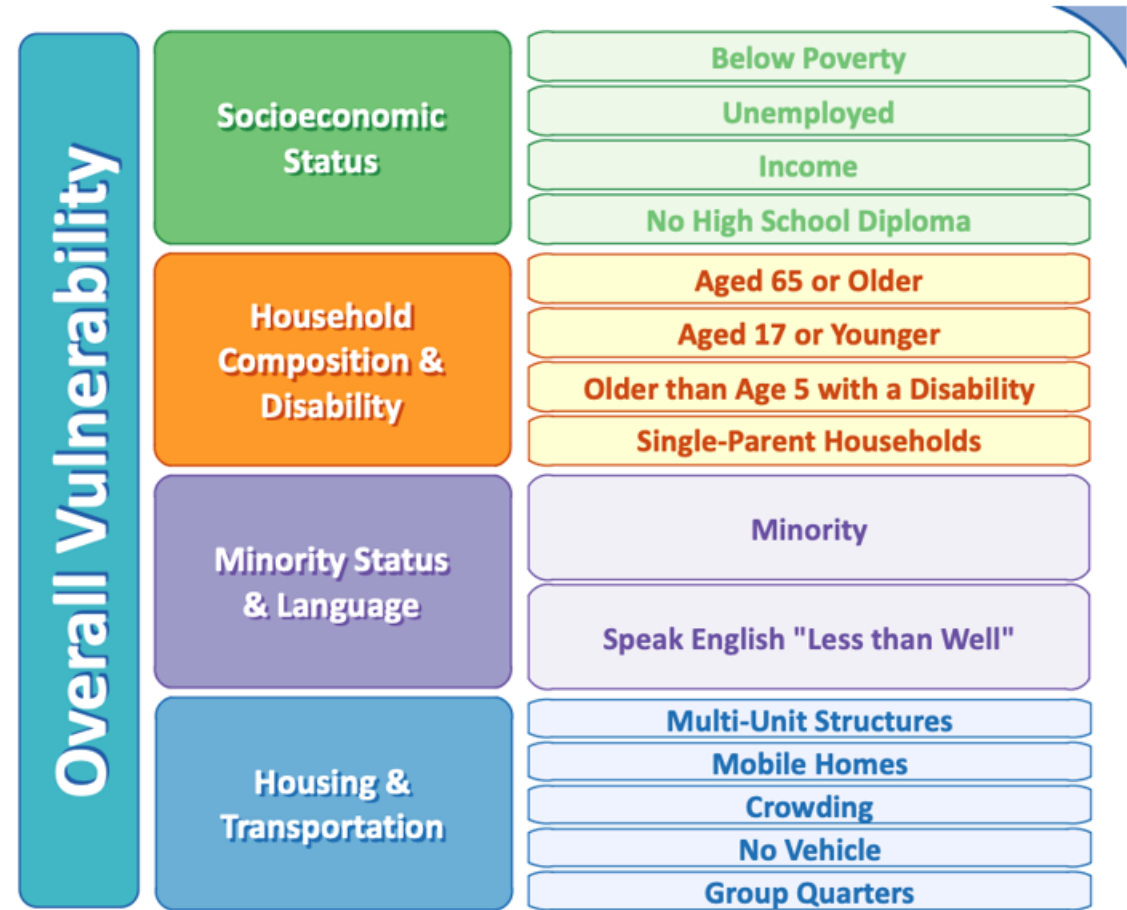 Overall Vulnerability
Socioeconomic
Status
Below Poverty
Unemployed
Income
No High School Diploma
Household
Composition &
Disability
Aged 65 or Older
Aged 17 or Younger
Older than Age 5 with a Disability
Single-Parent Households
Minority Status
& Language
Minority
Speak English "Less than Well"
Housing &
Transportation
Multi-Unit Structures
Mobile Homes
Crowding
No Vehicle
Group Quarters